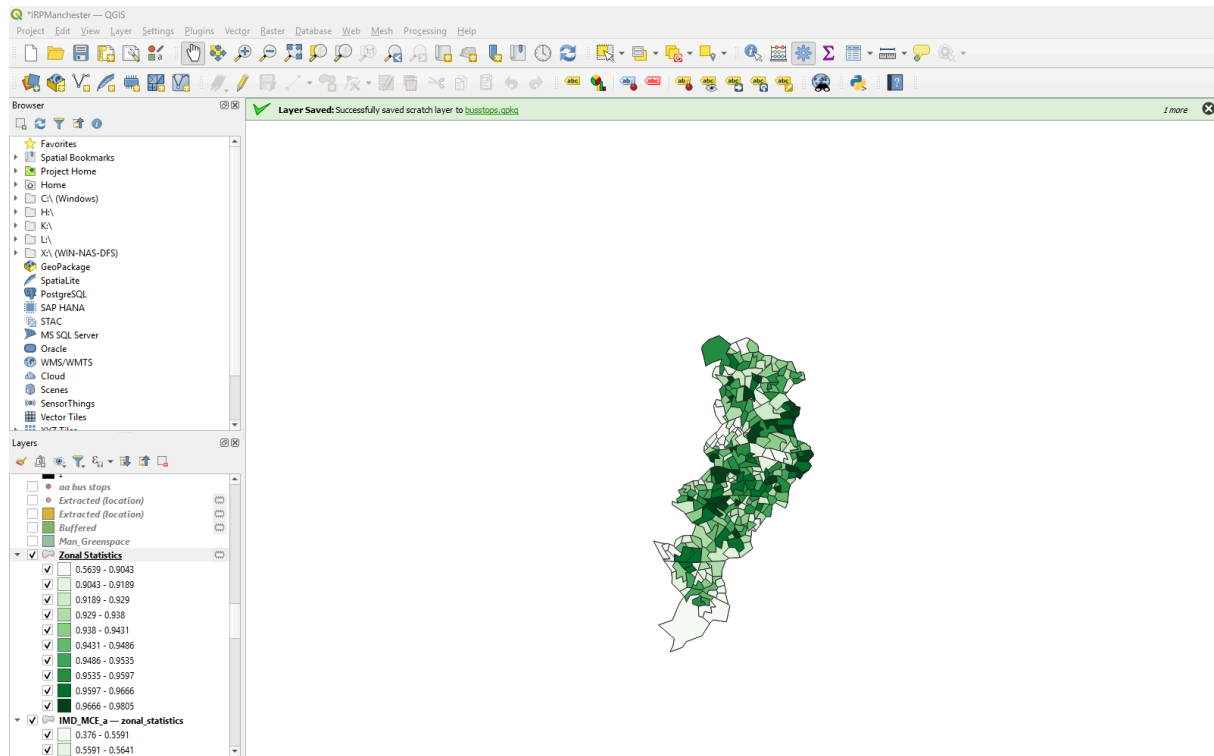 *IRPManchester — QGIS
Project Edit View Layer Settings Plugins Vector Raster Database Web Mesh Processing Help
Browser
Layer Saved: Successfully saved scratch layer to busstops.gpkg
1 more
Favorites
Spatial Bookmarks
Project Home
Home
C:\ (Windows)
H:\
K:\
L:\
X:\ (WIN-NAS-DFS)
GeoPackage
SpatiaLite
PostgreSQL
SAP HANA
STAC
MS SQL Server
Oracle
WMS/WMTS
Cloud
Scenes
SensorThings
Vector Tiles
XYZ Tiles
Layers
aa bus stops
Extracted (location)
Extracted (location)
Buffered
Man_Greenspace
Zonal Statistics
0.5639 - 0.9043
0.9043 - 0.9189
0.9189 - 0.929
0.929 - 0.938
0.938 - 0.9431
0.9431 - 0.9486
0.9486 - 0.9535
0.9535 - 0.9597
0.9597 - 0.9666
0.9666 - 0.9805
IMD_MCE_a — zonal_statistics
0.376 - 0.5591
0.5591 - 0.5641